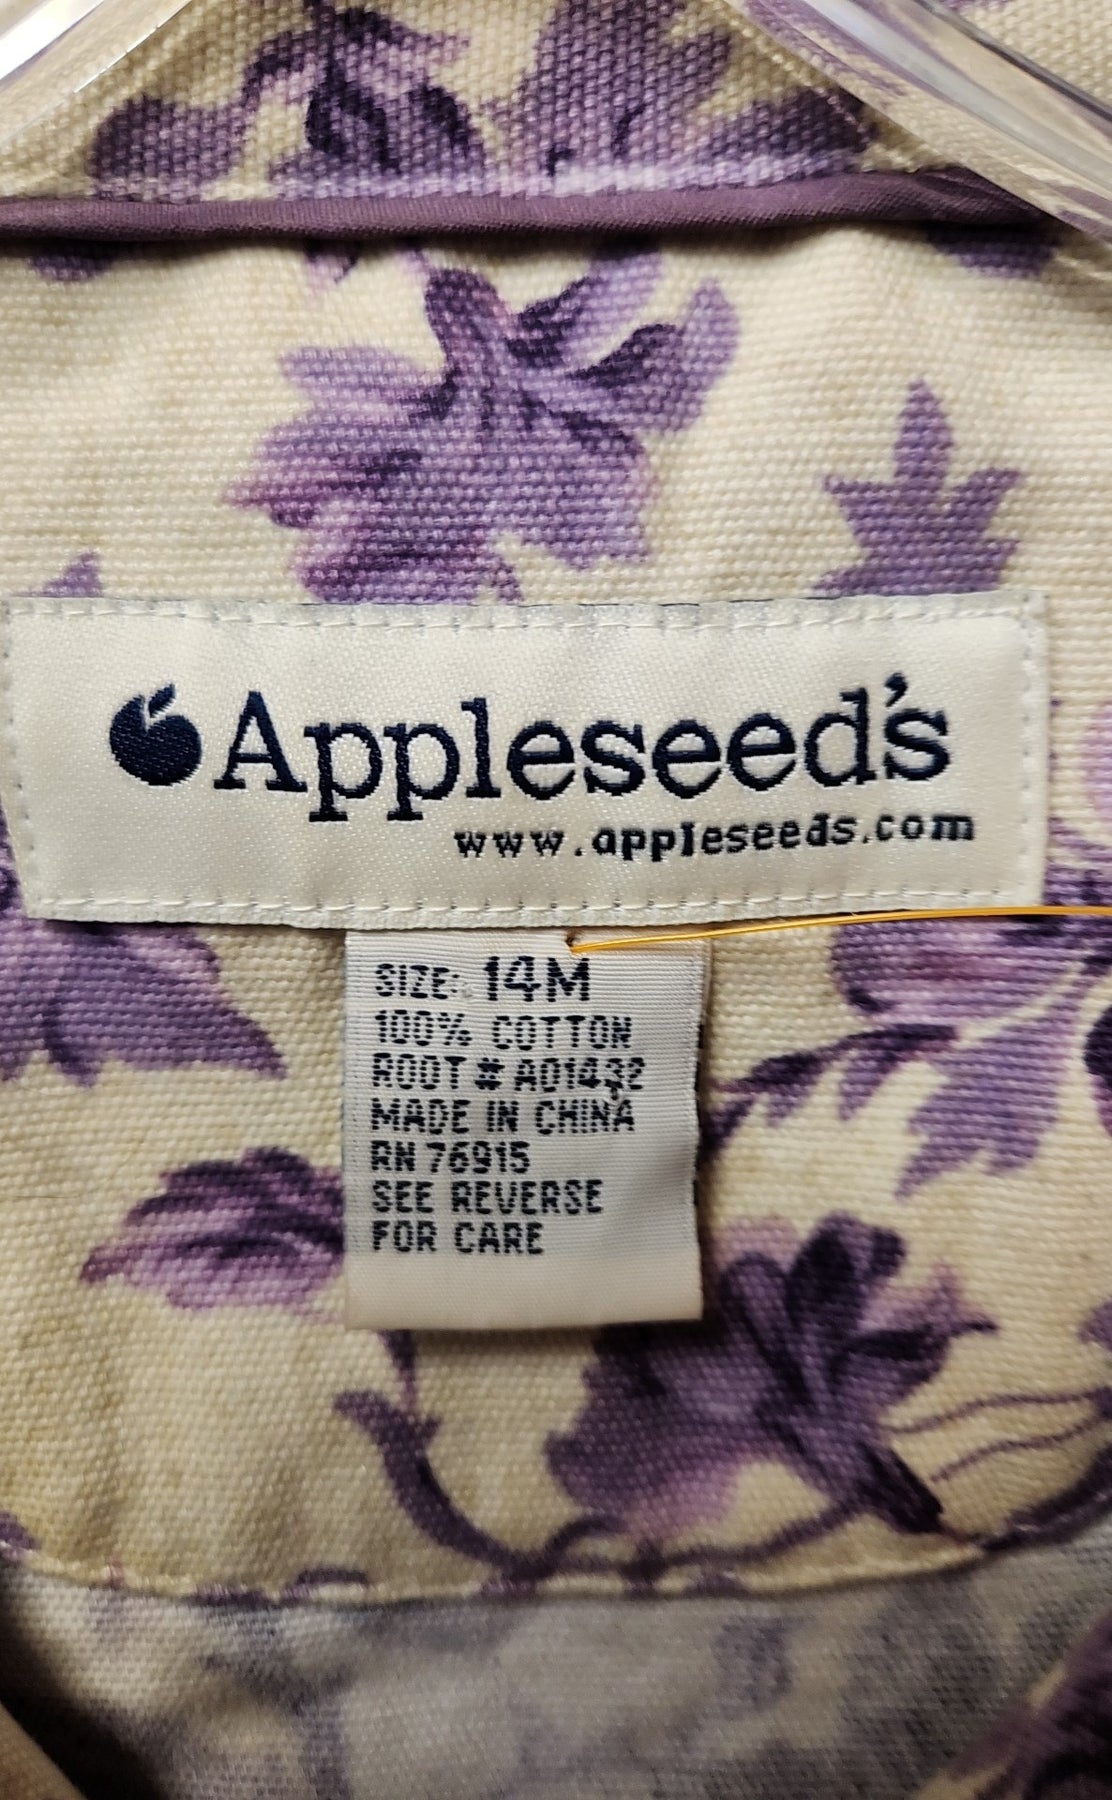 Appleseed's
www.appleseeds.com
SIZE: 14M
100% COTTON
ROOT # A01432
MADE IN CHINA
RN 76915
SEE REVERSE
FOR CARE